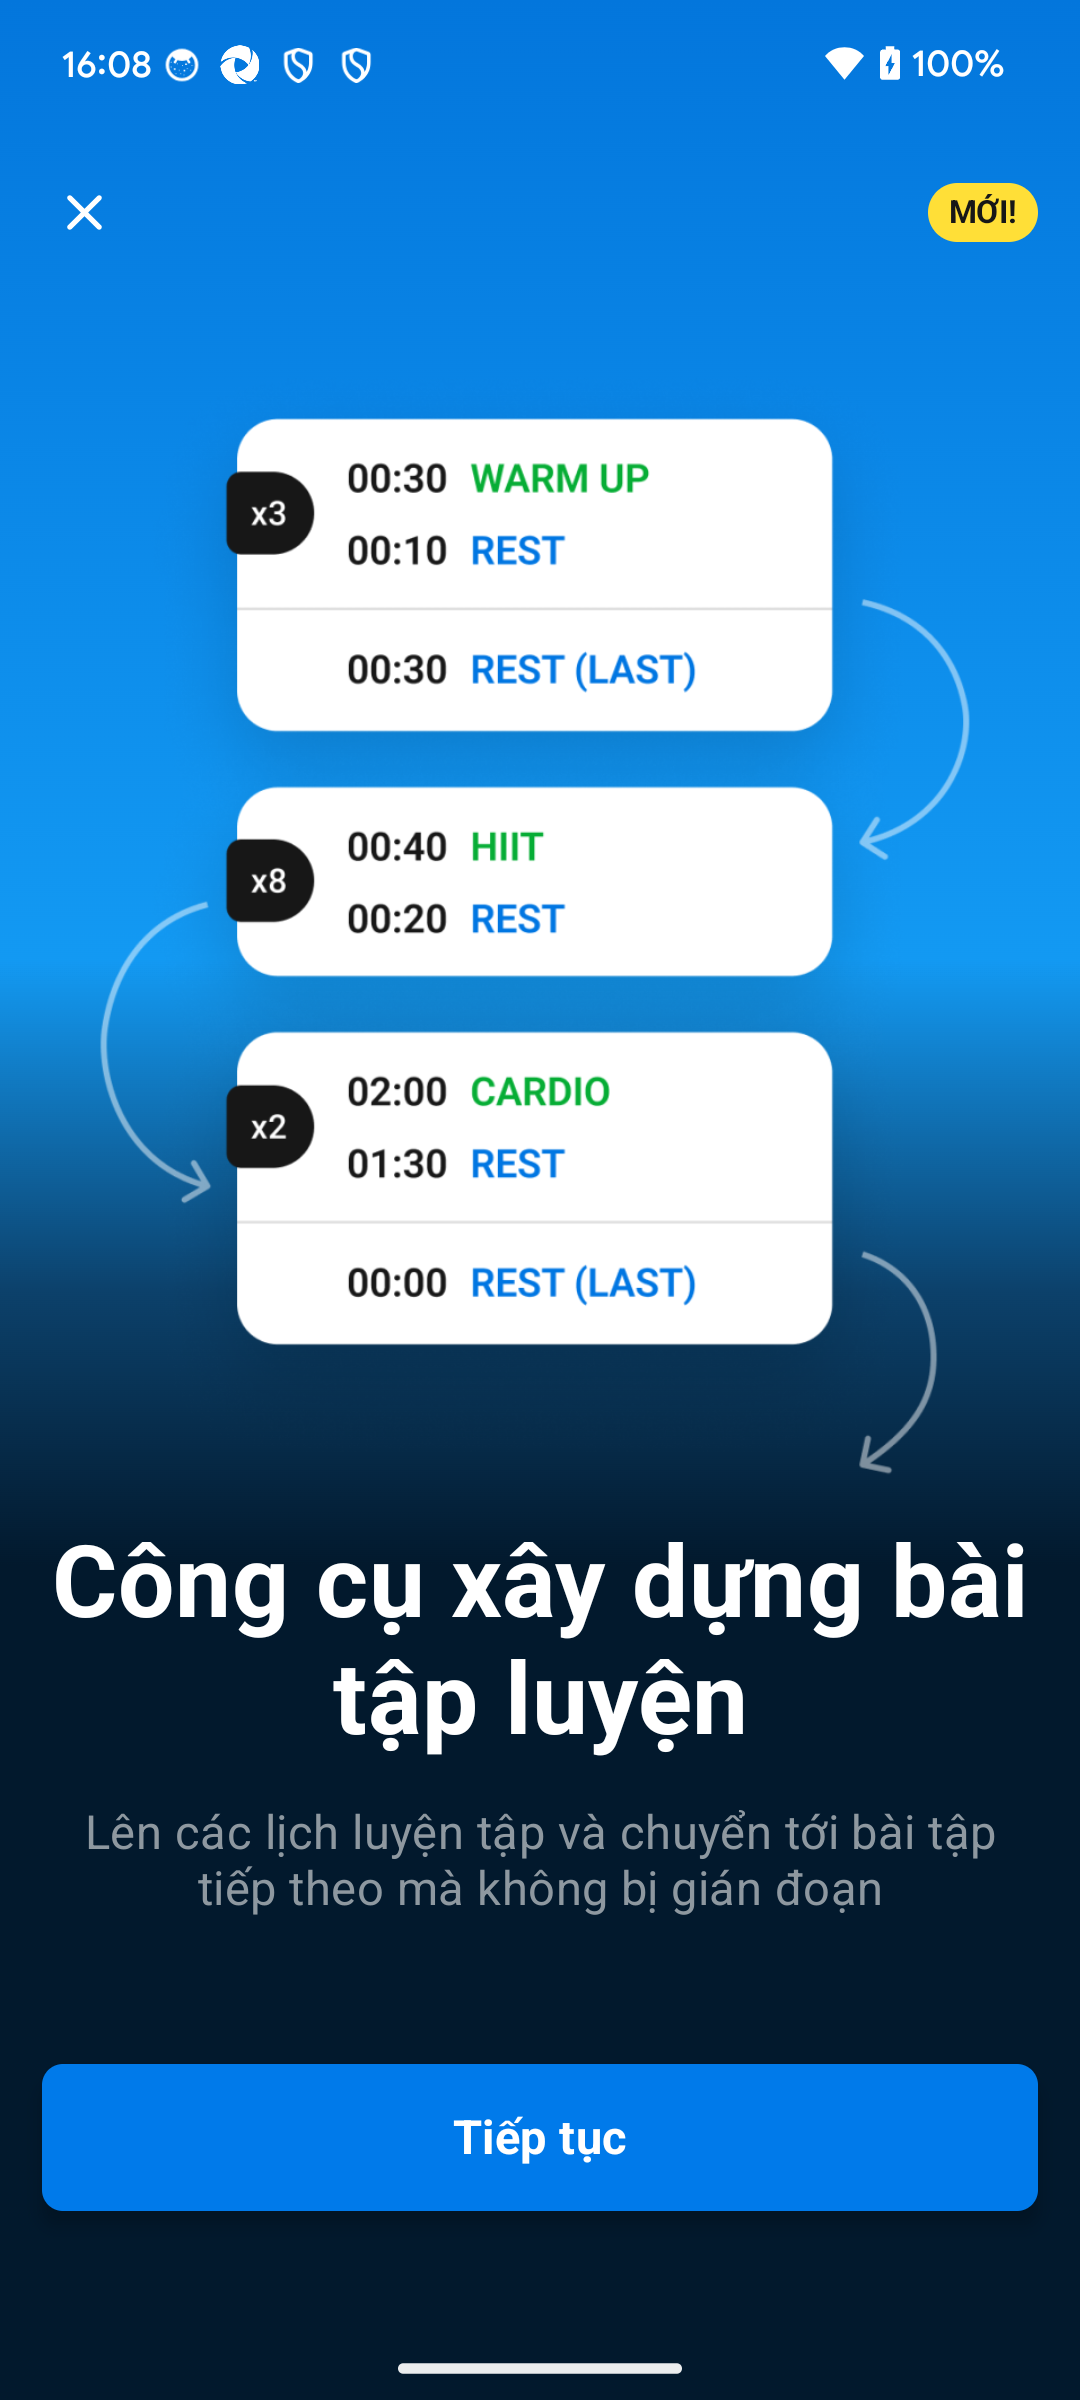 16:08
100%
MỚI!
x3
00:30 WARM UP
00:10 REST
00:30 REST (LAST)
x8
00:40 HIIT
00:20 REST
x2
02:00 CARDIO
01:30 REST
00:00 REST (LAST)
Công cụ xây dựng bài
tập luyện
Lên các lịch luyện tập và chuyển tới bài tập
tiếp theo mà không bị gián đoạn
Tiếp tục